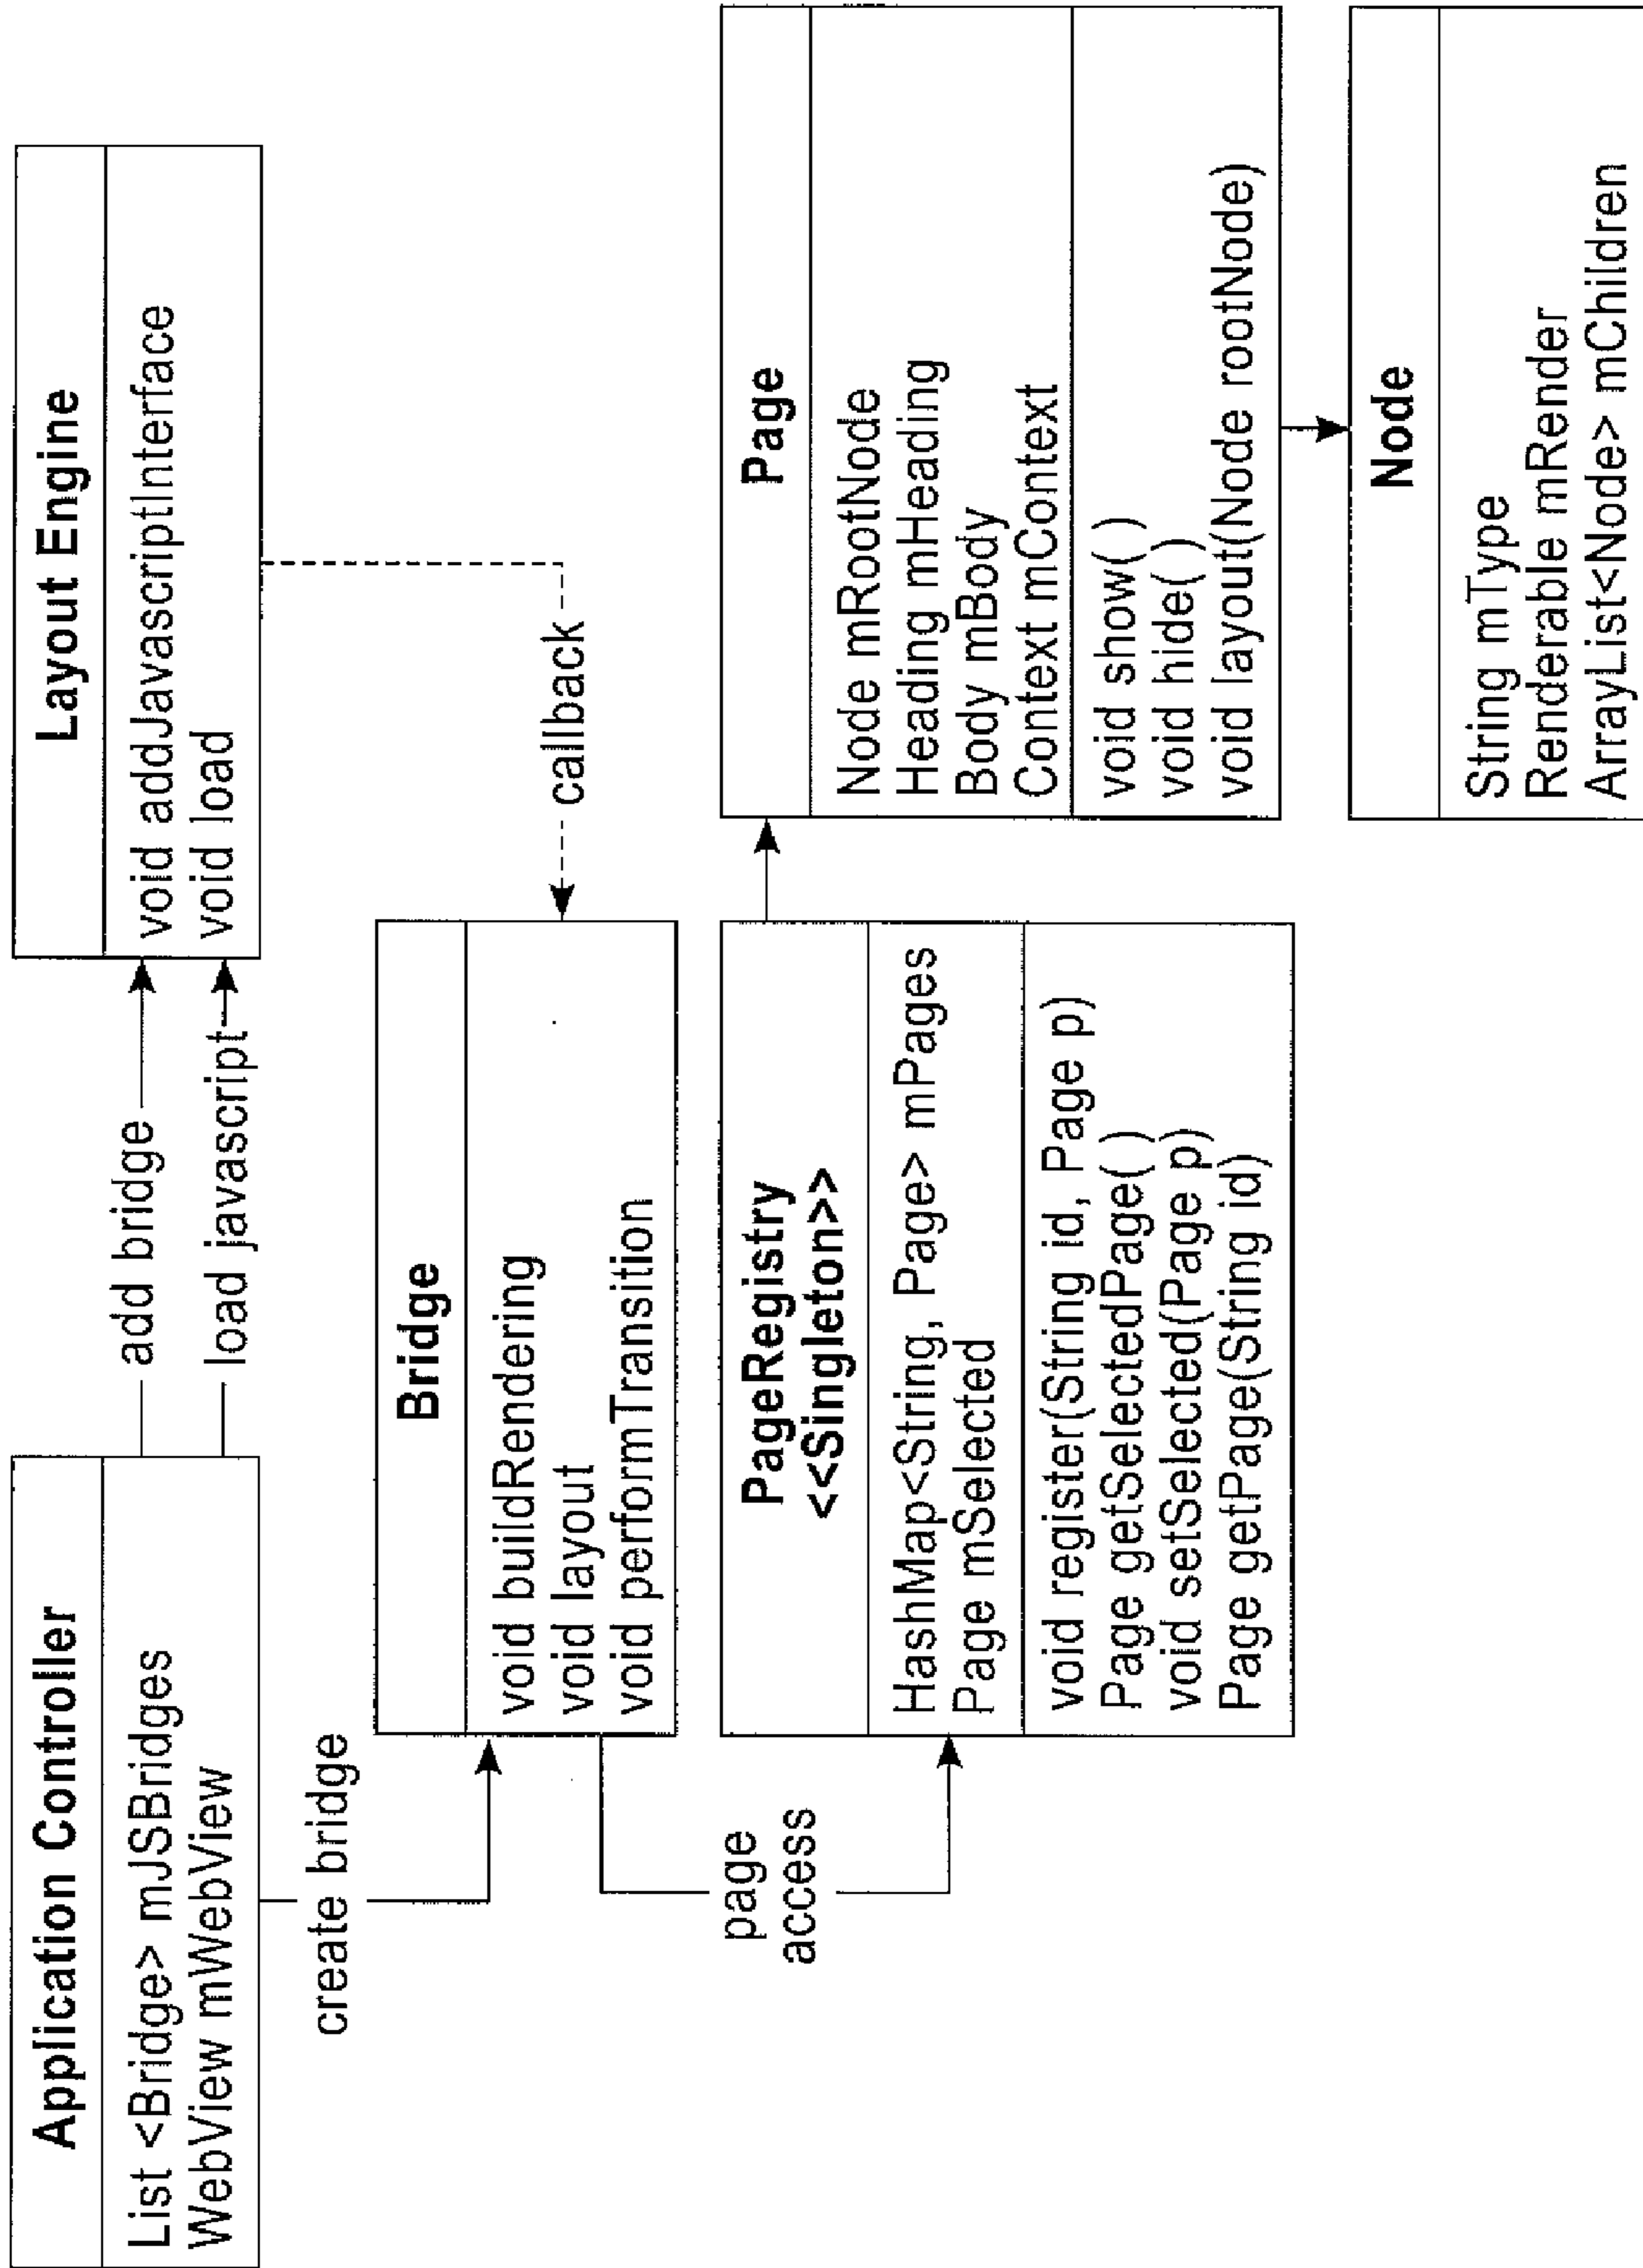 Application Controller
List <Bridge> mJSBridges
WebView mWebView
add bridge
load javascript
Layout Engine
void addJavascriptInterface
void load
create bridge
callback
Bridge
void buildRendering
void layout
void performTransition
page
access
PageRegistry
<<Singleton>>
HashMap<String, Page> mPages
Page mSelected
void register(String id, Page p)
Page getSelectedPage( )
void setSelected(Page p)
Page getPage(String id)
Page
Node mRootNode
Heading mHeading
Body mBody
Context mContext
void show( )
void hide( )
void layout(Node rootNode)
Node
String mType
Renderable mRender
ArrayList<Node> mChildren